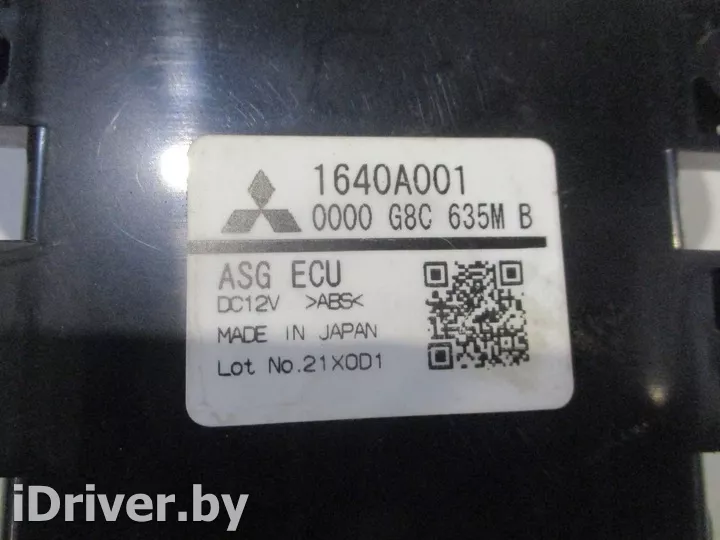 1640A001
0000 G8C 635M B
ASG ECU
DC12V >ABS<
MADE IN JAPAN
Lot No.21X0D1
iDriver.by